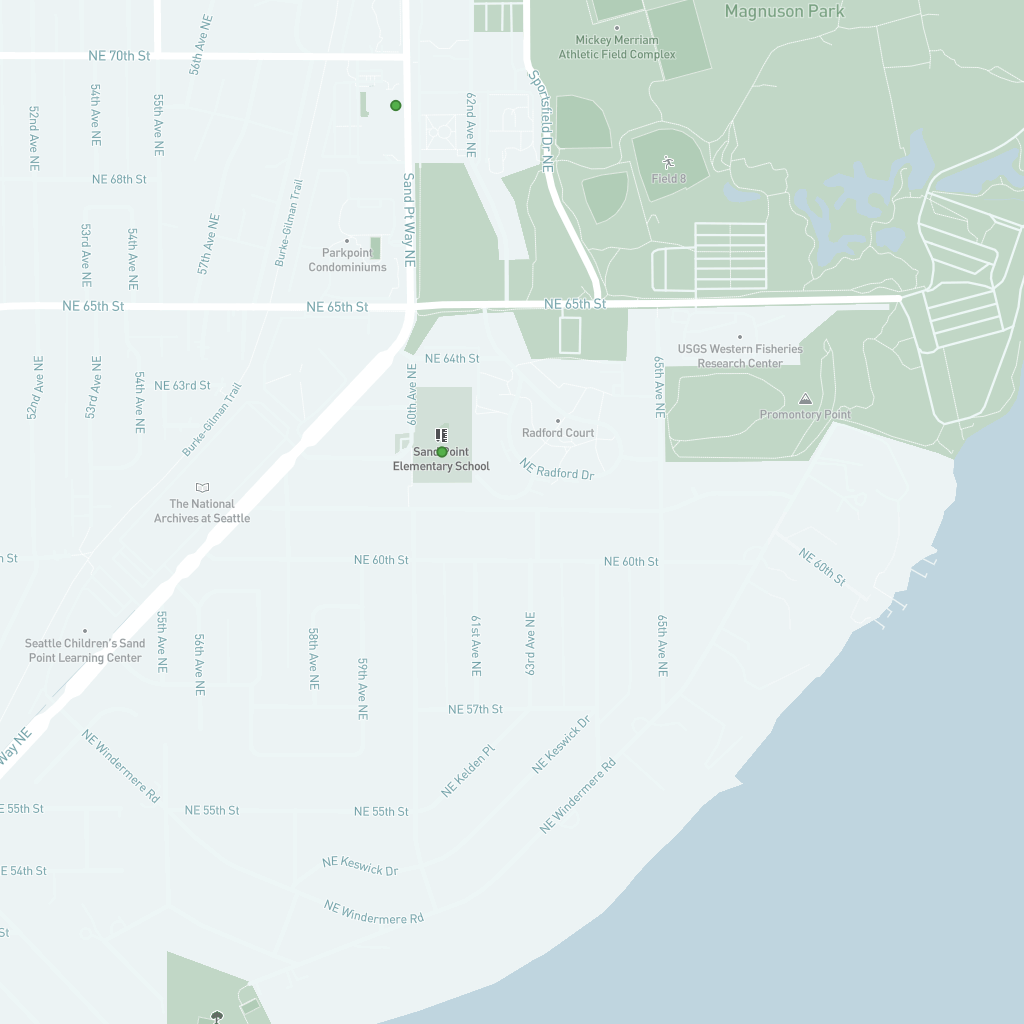 Magnuson Park
Mickey Merriam
Athletic Field Complex
56th Ave NE
NE 70th St
Sportsfield Dr NE
52nd Ave NE
54th Ave NE
55th Ave NE
62nd Ave NE
Field 8
NE 68th St
Sand Pt Way NE
Burke-Gilman Trail
53rd Ave NE
54th Ave NE
57th Ave NE
Parkpoint
Condominiums
NE 65th St
NE 65th St
NE 65th St
USGS Western Fisheries
Research Center
NE 64th St
52nd Ave NE
53rd Ave NE
54th Ave NE
NE 63rd St
60th Ave NE
65th Ave NE
Burke-Gilman Trail
Promontory Point
Radford Court
Sand Point
Elementary School
NE Radford Dr
The National
Archives at Seattle
h St
NE 60th St
NE 60th St
NE 60th St
Seattle Children's Sand
Point Learning Center
55th Ave NE
56th Ave NE
58th Ave NE
59th Ave NE
61st Ave NE
63rd Ave NE
65th Ave NE
NE 57th St
Way NE
NE Windermere Rd
NE Kelden Pl
NE Keswick Dr
NE Windermere Rd
E 55th St
NE 55th St
NE 55th St
E 54th St
NE Keswick Dr
NE Windermere Rd
St